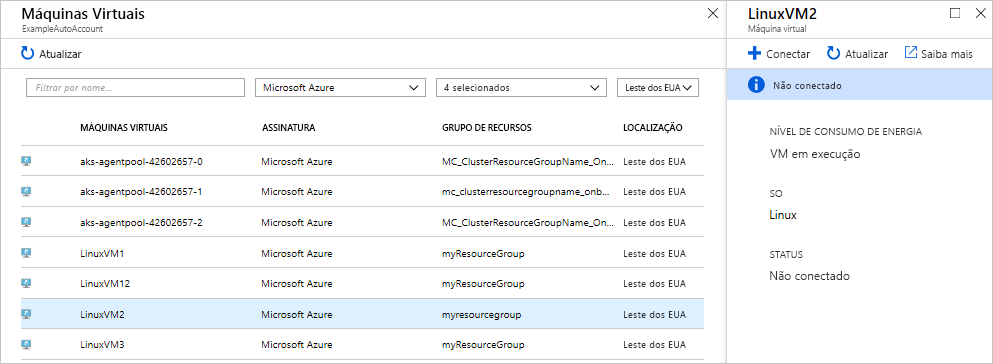 Máquinas Virtuais
ExampleAutoAccount
Atualizar
Filtrar por nome... Microsoft Azure 4 selecionados Leste dos EUA
MÁQUINAS VIRTUAIS ASSINATURA GRUPO DE RECURSOS LOCALIZAÇÃO
aks-agentpool-42602657-0 Microsoft Azure MC_ClusterResourceGroupName_On... Leste dos EUA
aks-agentpool-42602657-1 Microsoft Azure mc_clusterresourcegroupname_onb... Leste dos EUA
aks-agentpool-42602657-2 Microsoft Azure MC_ClusterResourceGroupName_On... Leste dos EUA
LinuxVM1 Microsoft Azure myResourceGroup Leste dos EUA
LinuxVM12 Microsoft Azure myResourceGroup Leste dos EUA
LinuxVM2 Microsoft Azure myresourcegroup Leste dos EUA
LinuxVM3 Microsoft Azure myResourceGroup Leste dos EUA
LinuxVM2
Máquina virtual
Conectar Atualizar Saiba mais
Não conectado
NÍVEL DE CONSUMO DE ENERGIA
VM em execução
SO
Linux
STATUS
Não conectado